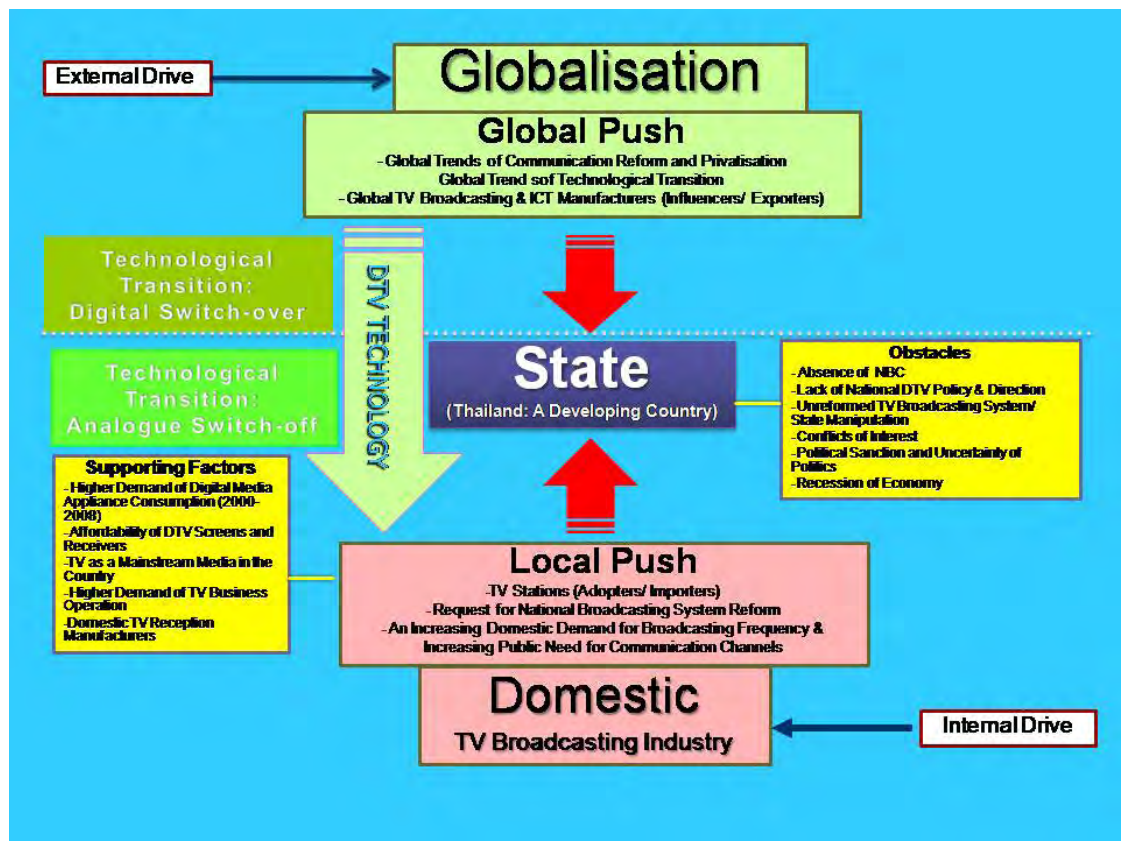 Globalisation
External Drive
Global Push
-Global Trends of Communication Reform and Privatisation
Global Trend sof Technological Transition
-Global TV Broadcasting & ICT Manufacturers (Influencers/ Exporters)
Technological
Transition:
Digital Switch-over
DTV TECHNOLOGY
Technological
Transition:
Analogue Switch-off
State
(Thailand: A Developing Country)
Obstacles
-Absence of NBC
-Lack of National DTV Policy & Direction
-Unreformed TV Broadcasting System/
State Manipulation
-Conflicts of Interest
-Political Sanction and Uncertainty of
Politics
-Recession of Economy
Supporting Factors
-Higher Demand of Digital Media
Appliance Consumption (2000-
2008)
-Affordability of DTV Screens and
Receivers
-TV as a Mainstream Media in the
Country
-Higher Demand of TV Business
Operation
-Domestic TV Reception
Manufacturers
Local Push
-TV Stations (Adopters/ Importers)
-Request for National Broadcasting System Reform
-An Increasing Domestic Demand for Broadcasting Frequency &
Increasing Public Need for Communication Channels
Domestic
TV Broadcasting Industry
Internal Drive